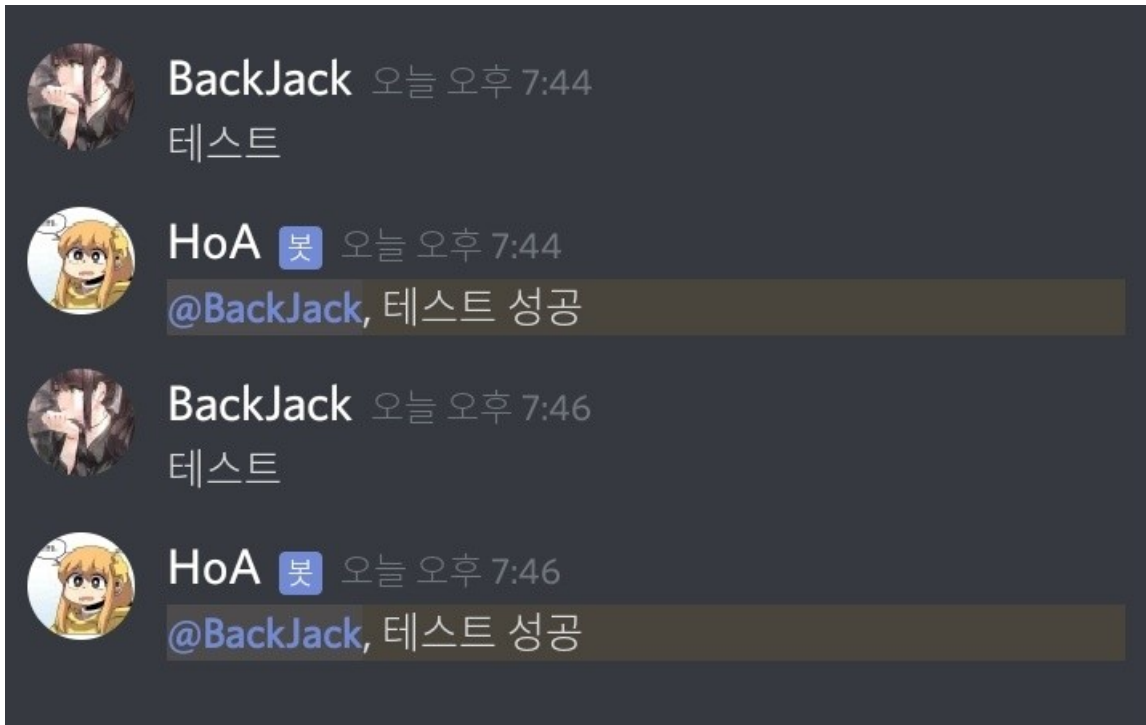 BackJack 오늘 오후 7:44
테스트
HoA 봇 오늘 오후 7:44
@BackJack, 테스트 성공
BackJack 오늘 오후 7:46
테스트
HoA 봇 오늘 오후 7:46
@BackJack, 테스트 성공